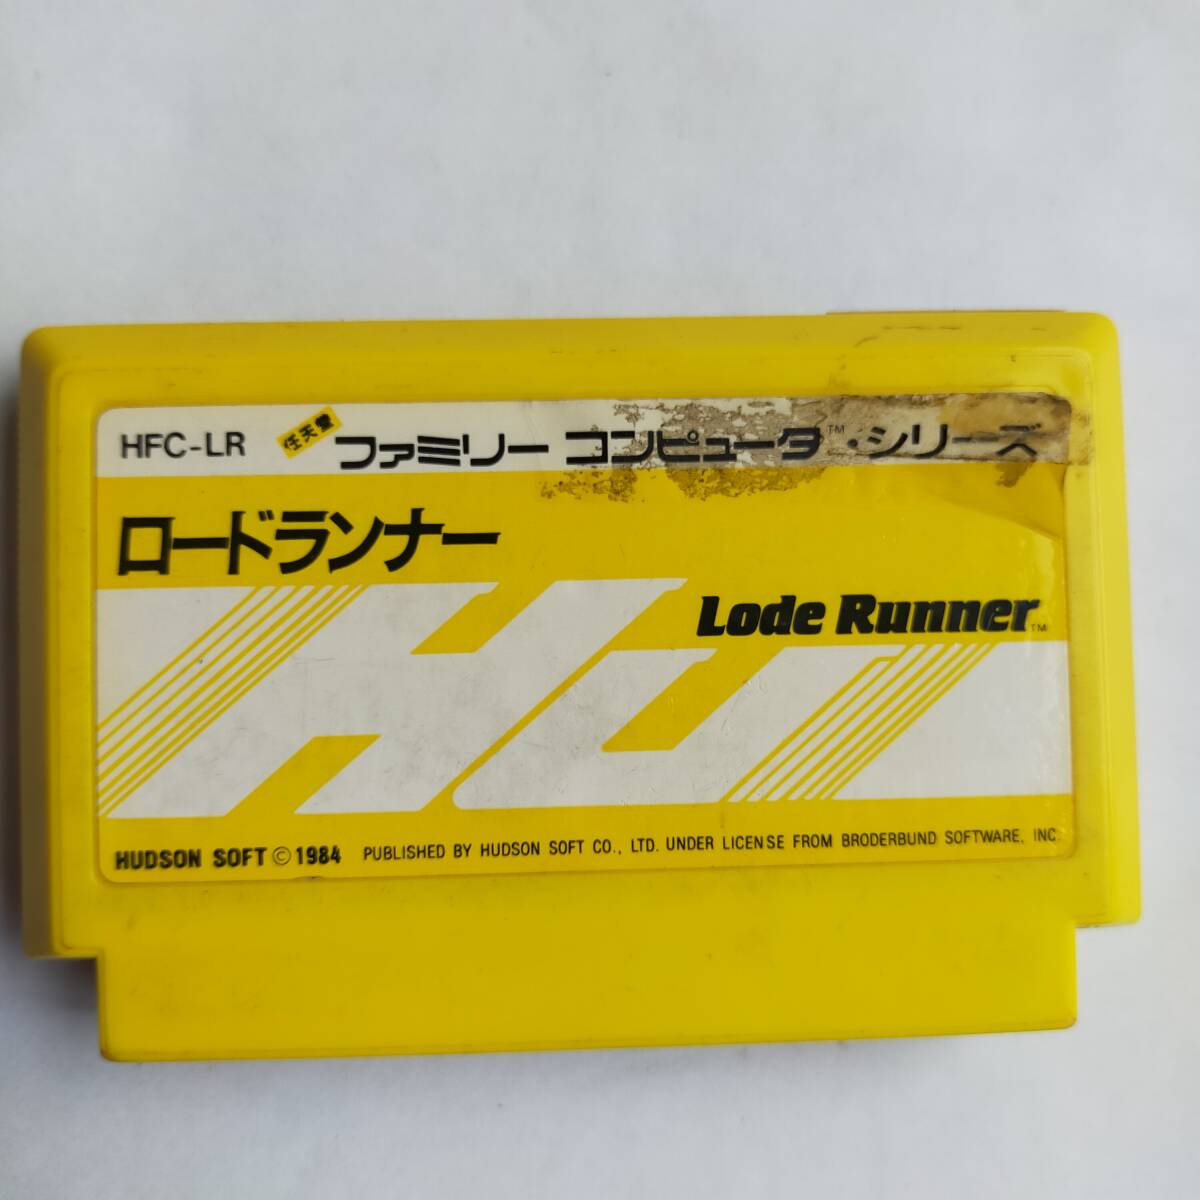 HFC-LR 任天堂 ファミリー コンピュータ™・シリーズ
ロードランナー
Lode Runner™
HUDSON SOFT © 1984 PUBLISHED BY HUDSON SOFT CO., LTD. UNDER LICENSE FROM BRODERBUND SOFTWARE, INC.